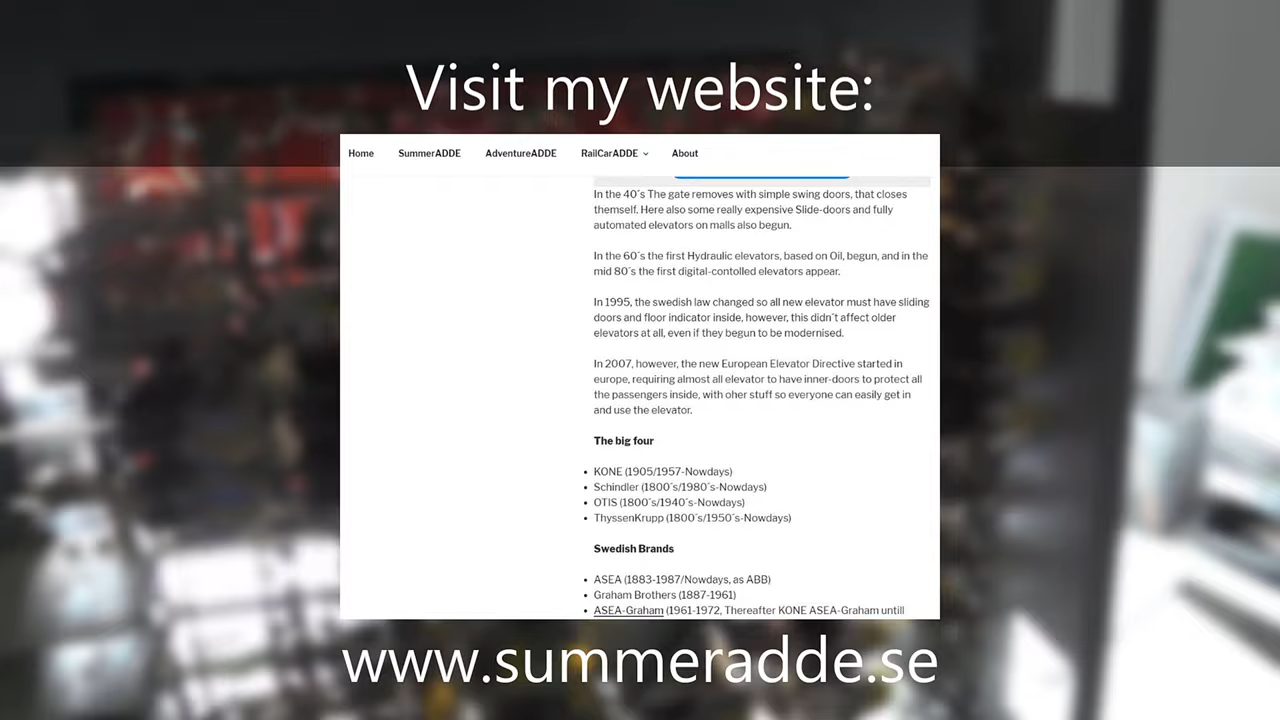 Visit my website:
Home SummerADDE AdventureADDE RailCarADDE About
In the 40´s The gate removes with simple swing doors, that closes
themself. Here also some really expensive Slide-doors and fully
automated elevators on malls also begun.
In the 60´s the first Hydraulic elevators, based on Oil, begun, and in the
mid 80´s the first digital-contolled elevators appear.
In 1995, the swedish law changed so all new elevator must have sliding
doors and floor indicator inside, however, this didn´t affect older
elevators at all, even if they begun to be modernised.
In 2007, however, the new European Elevator Directive started in
europe, requiring almost all elevator to have inner-doors to protect all
the passengers inside, with oher stuff so everyone can easily get in
and use the elevator.
The big four
• KONE (1905/1957-Nowdays)
• Schindler (1800´s/1980´s-Nowdays)
• OTIS (1800´s/1940´s-Nowdays)
• ThyssenKrupp (1800´s/1950´s-Nowdays)
Swedish Brands
• ASEA (1883-1987/Nowdays, as ABB)
• Graham Brothers (1887-1961)
• ASEA-Graham (1961-1972, Thereafter KONE ASEA-Graham untill
www.summeradde.se